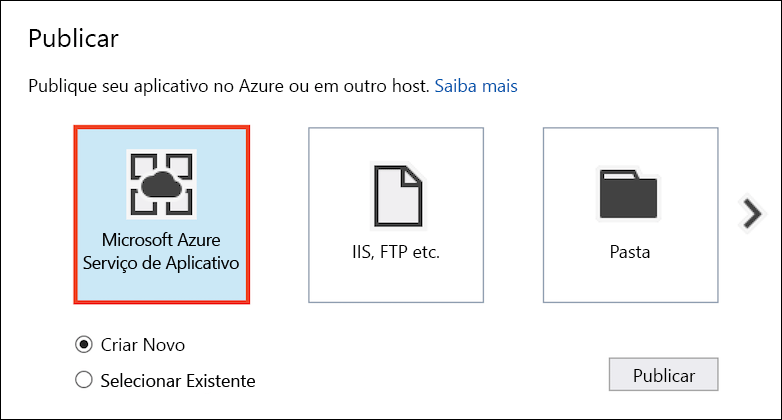 Publicar
Publique seu aplicativo no Azure ou em outro host. Saiba mais
Microsoft Azure
Serviço de Aplicativo
IIS, FTP etc.
Pasta
Criar Novo
Selecionar Existente
Publicar